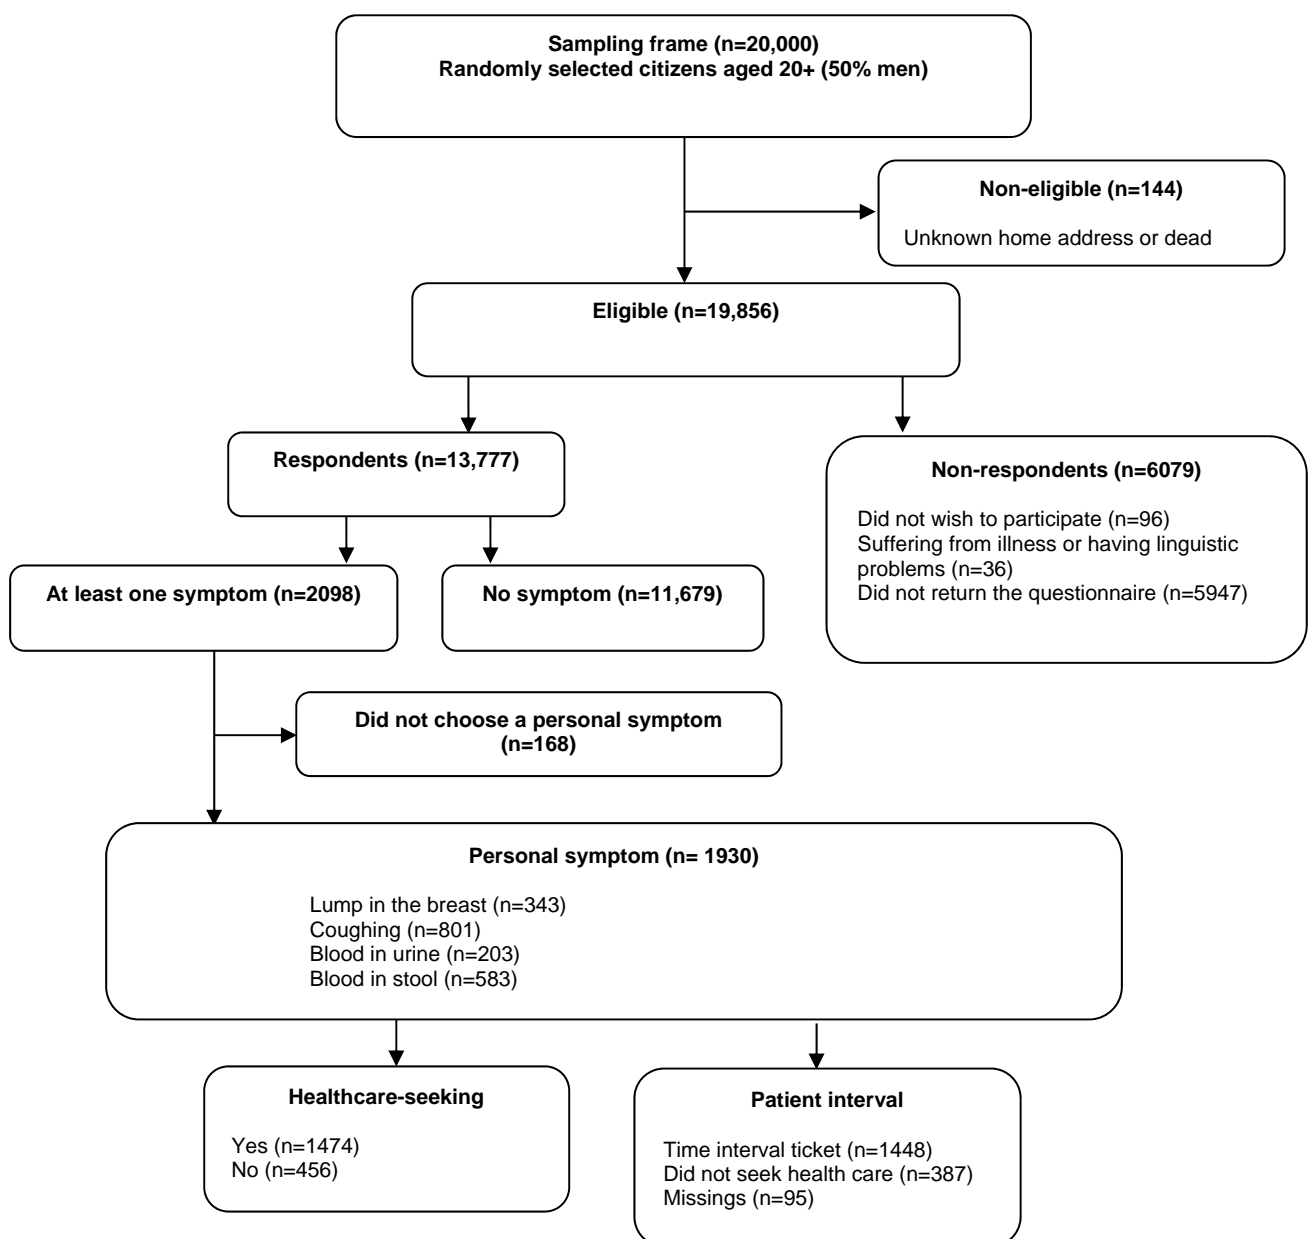 Sampling frame (n=20,000)
Randomly selected citizens aged 20+ (50% men)
Non-eligible (n=144)
Unknown home address or dead
Eligible (n=19,856)
Respondents (n=13,777)
Non-respondents (n=6079)
Did not wish to participate (n=96)
Suffering from illness or having linguistic
problems (n=36)
Did not return the questionnaire (n=5947)
At least one symptom (n=2098)
No symptom (n=11,679)
Did not choose a personal symptom
(n=168)
Personal symptom (n= 1930)
Lump in the breast (n=343)
Coughing (n=801)
Blood in urine (n=203)
Blood in stool (n=583)
Healthcare-seeking
Yes (n=1474)
No (n=456)
Patient interval
Time interval ticket (n=1448)
Did not seek health care (n=387)
Missings (n=95)